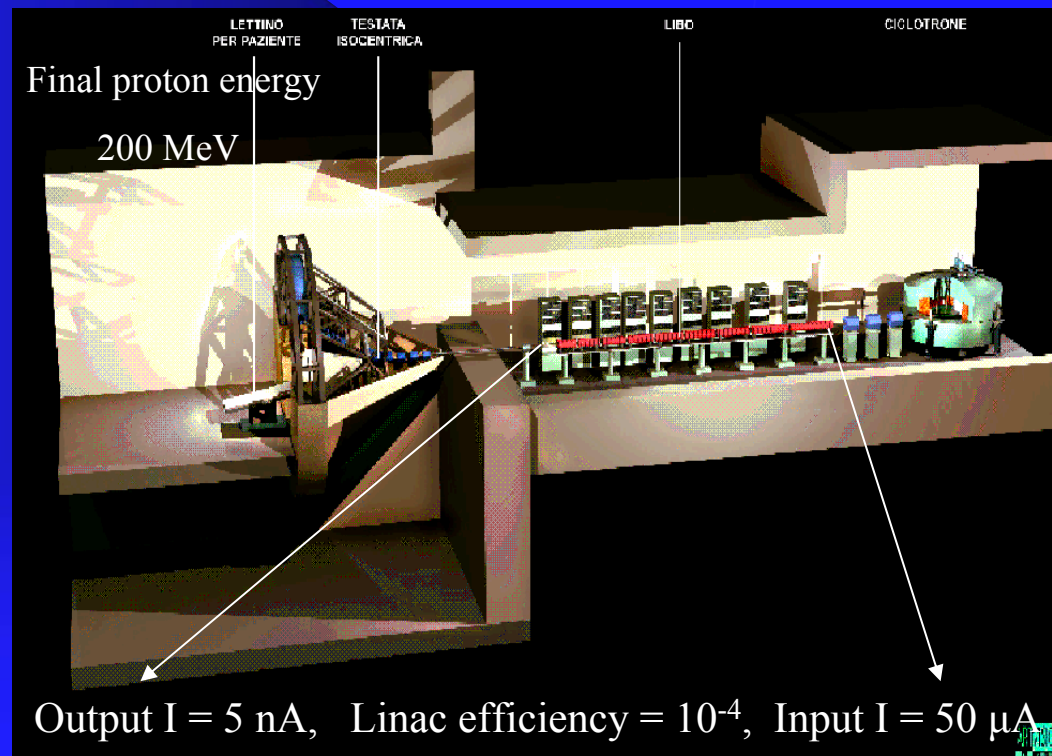 LETTINO
PER PAZIENTE
TESTATA
ISOCENTRICA
LIBO
CICLOTRONE
Final proton energy
200 MeV
Output I = 5 nA, Linac efficiency = 10⁻⁴, Input I = 50 μA